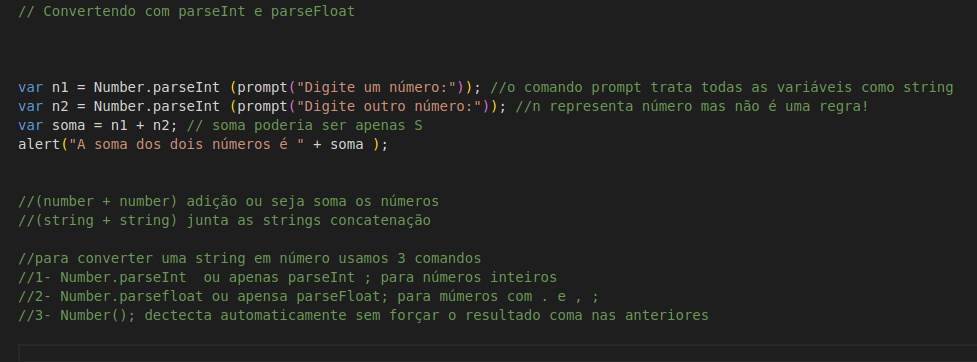 // Convertendo com parseInt e parseFloat
var n1 = Number.parseInt (prompt("Digite um número:")); //o comando prompt trata todas as variáveis como string
var n2 = Number.parseInt (prompt("Digite outro número:")); //n representa número mas não é uma regra!
var soma = n1 + n2; // soma poderia ser apenas S
alert("A soma dos dois números é " + soma );
//(number + number) adição ou seja soma os números
//(string + string) junta as strings concatenação
//para converter uma string em número usamos 3 comandos
//1- Number.parseInt  ou apenas parseInt ; para números inteiros
//2- Number.parsefloat ou apensa parseFloat; para múmeros com . e , ;
//3- Number(); dectecta automaticamente sem forçar o resultado coma nas anteriores